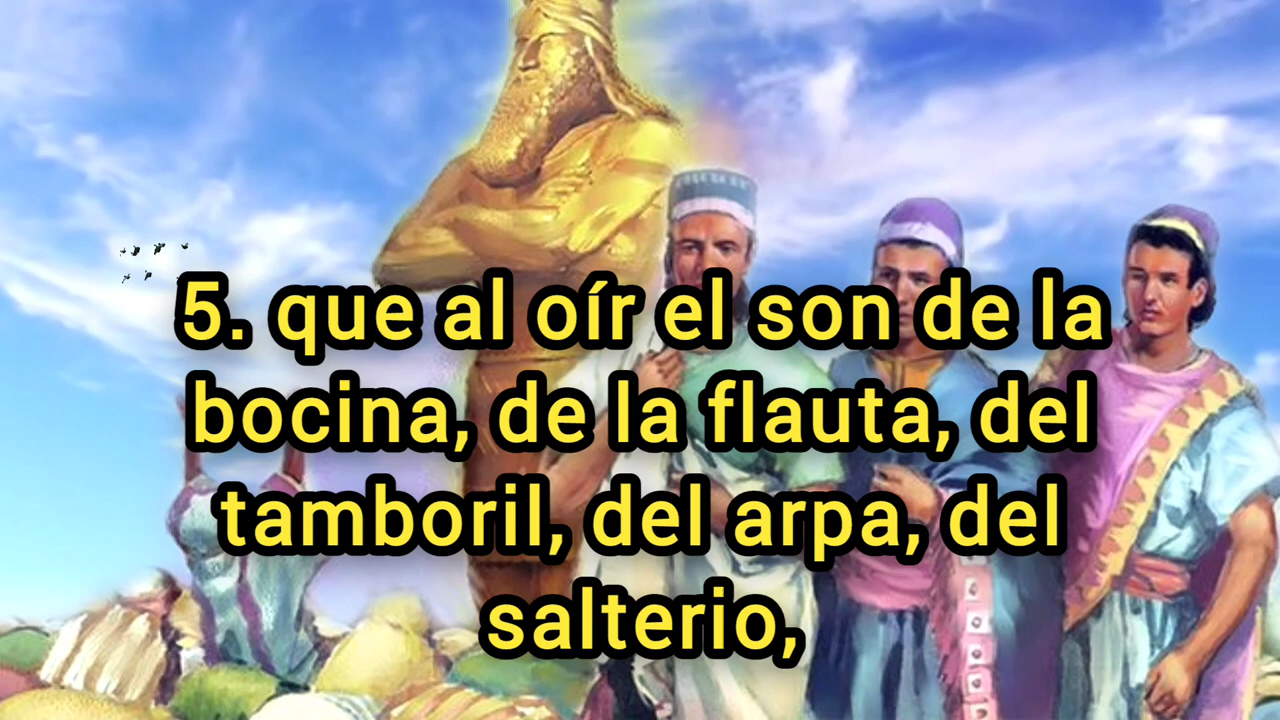 5. que al oír el son de la
bocina, de la flauta, del
tamboril, del arpa, del
salterio,